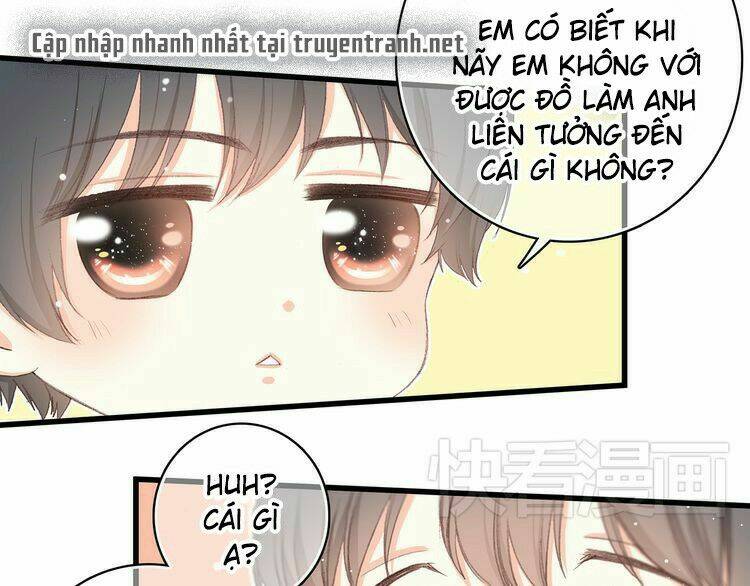 Cập nhập nhanh nhất tại truyentranh.net
EM CÓ BIẾT KHI
NÃY EM KHÔNG VỚI
ĐƯỢC ĐỒ LÀM ANH
LIÊN TƯỞNG ĐẾN
CÁI GÌ KHÔNG?
快看漫画
HUH?
CÁI GÌ
Ạ?